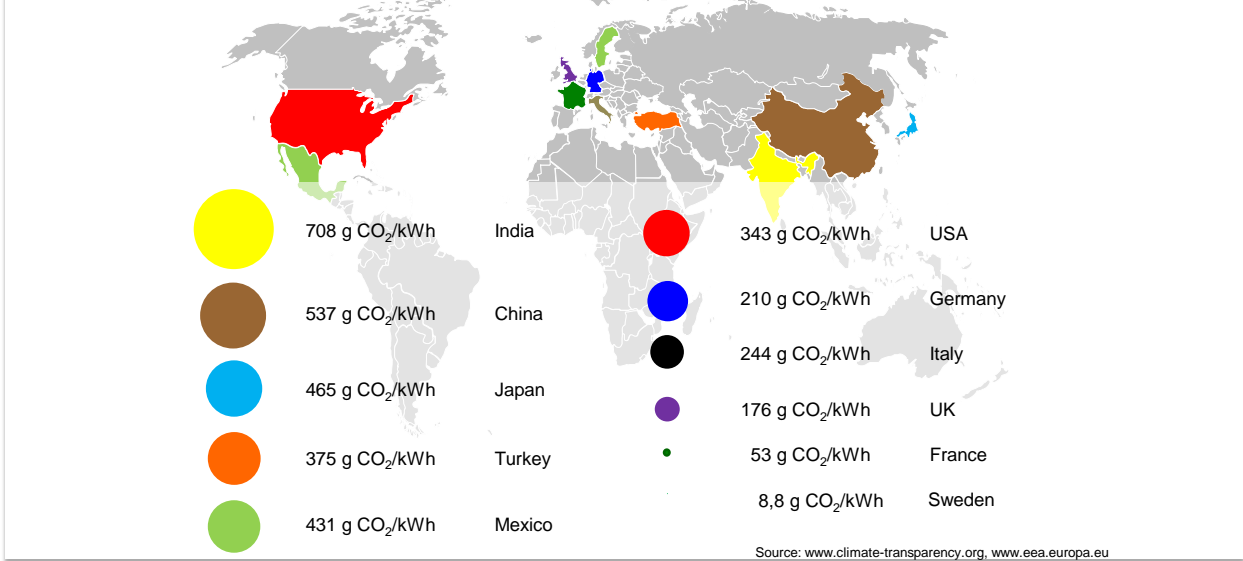 708 g CO₂/kWh India
537 g CO₂/kWh China
465 g CO₂/kWh Japan
375 g CO₂/kWh Turkey
431 g CO₂/kWh Mexico
343 g CO₂/kWh USA
210 g CO₂/kWh Germany
244 g CO₂/kWh Italy
176 g CO₂/kWh UK
53 g CO₂/kWh France
8,8 g CO₂/kWh Sweden
Source: www.climate-transparency.org, www.eea.europa.eu